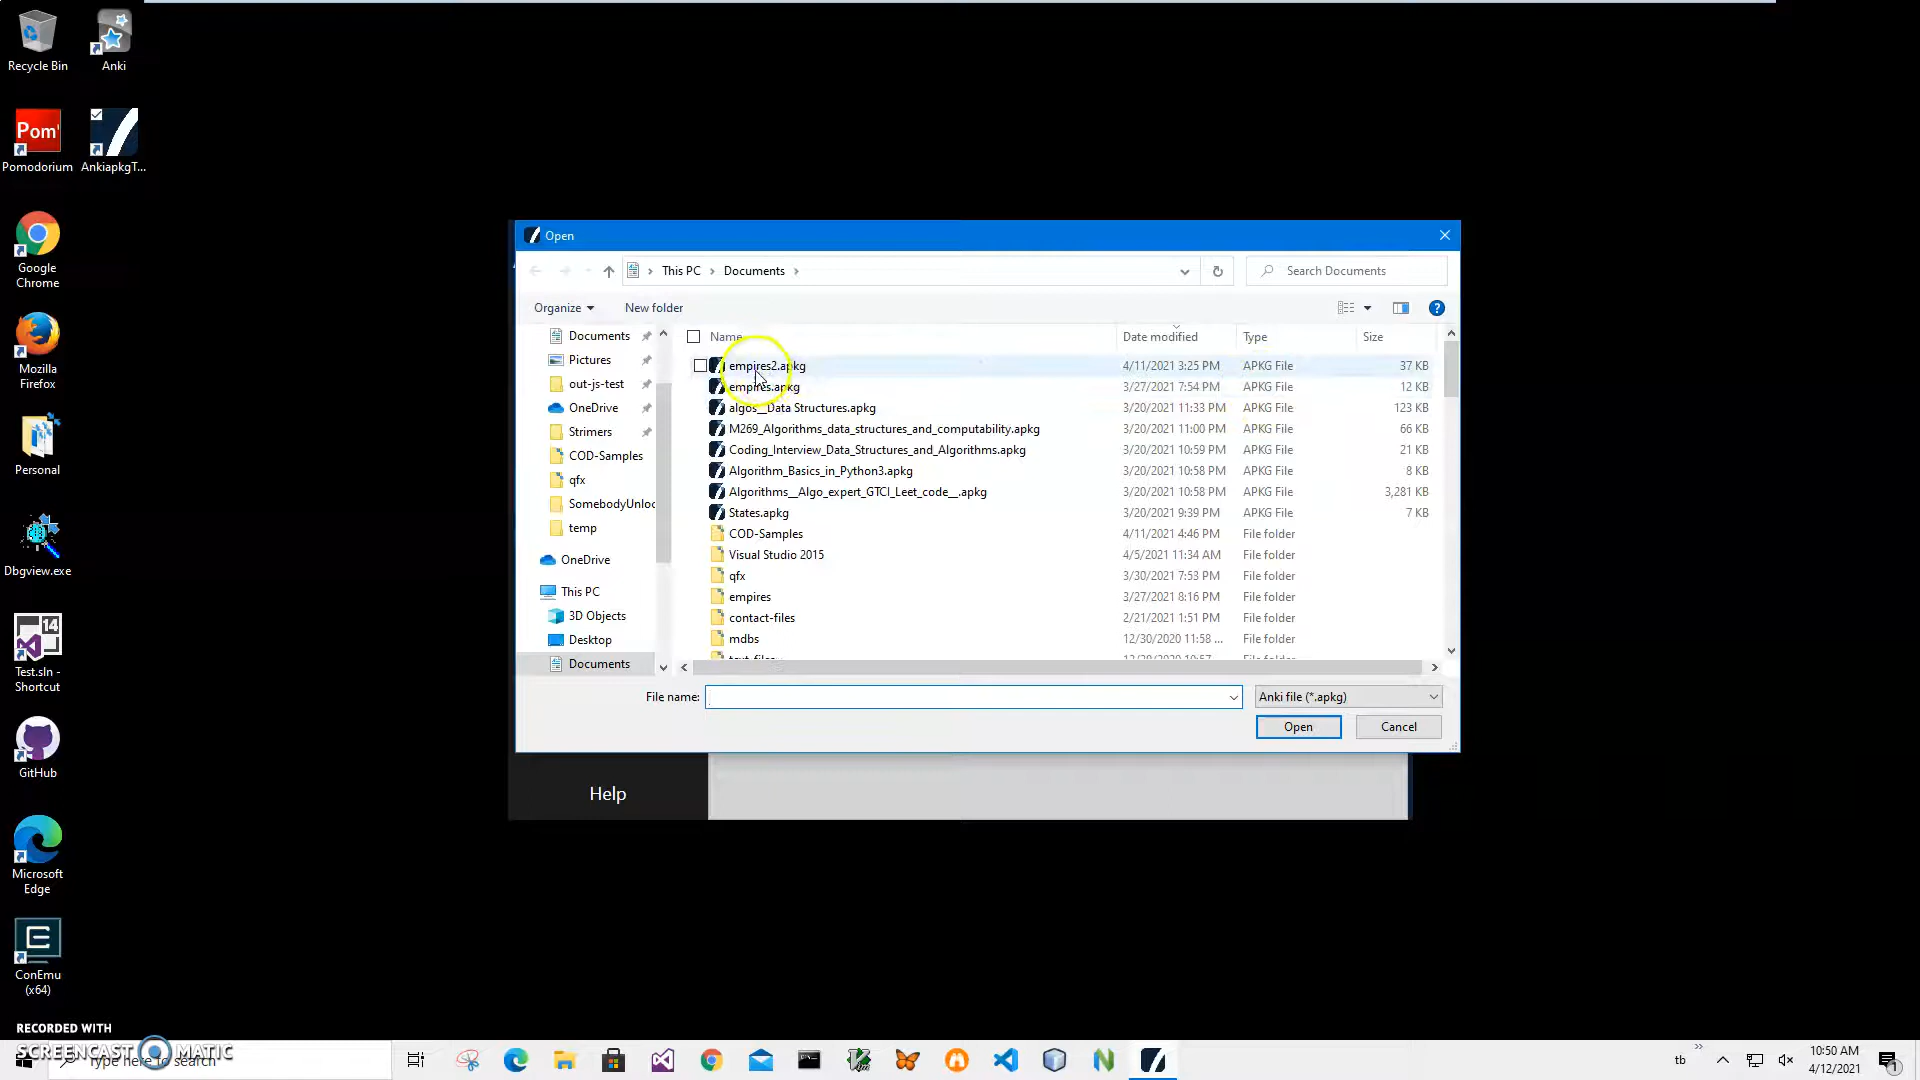 Recycle Bin
Anki
Pom'
Pomodorium
AnkiapkgT...
Google
Chrome
Mozilla
Firefox
Personal
Dbgview.exe
14
Test.sln -
Shortcut
GitHub
Microsoft
Edge
ConEmu
(x64)
Open
This PC
Documents
Search Documents
Organize
New folder
Documents
Pictures
out-js-test
OneDrive
Strimers
COD-Samples
qfx
SomebodyUnloc
temp
OneDrive
This PC
3D Objects
Desktop
Documents
Name Date modified Type Size
empires2.apkg 4/11/2021 3:25 PM APKG File 37 KB
empires.apkg 3/27/2021 7:54 PM APKG File 12 KB
algos__Data Structures.apkg 3/20/2021 11:33 PM APKG File 123 KB
M269_Algorithms_data_structures_and_computability.apkg 3/20/2021 11:00 PM APKG File 66 KB
Coding_Interview_Data_Structures_and_Algorithms.apkg 3/20/2021 10:59 PM APKG File 21 KB
Algorithm_Basics_in_Python3.apkg 3/20/2021 10:58 PM APKG File 8 KB
Algorithms__Algo_expert_GTCI_Leet_code__.apkg 3/20/2021 10:58 PM APKG File 3,281 KB
States.apkg 3/20/2021 9:39 PM APKG File 7 KB
COD-Samples 4/11/2021 4:46 PM File folder
Visual Studio 2015 4/5/2021 11:34 AM File folder
qfx 3/30/2021 7:53 PM File folder
empires 3/27/2021 8:16 PM File folder
contact-files 2/21/2021 1:51 PM File folder
mdbs 12/30/2020 11:58 ... File folder
File name:
Anki file (*.apkg)
Open
Cancel
Help
RECORDED WITH
SCREENCAST MATIC
Type here to search
tb
10:50 AM
4/12/2021
1